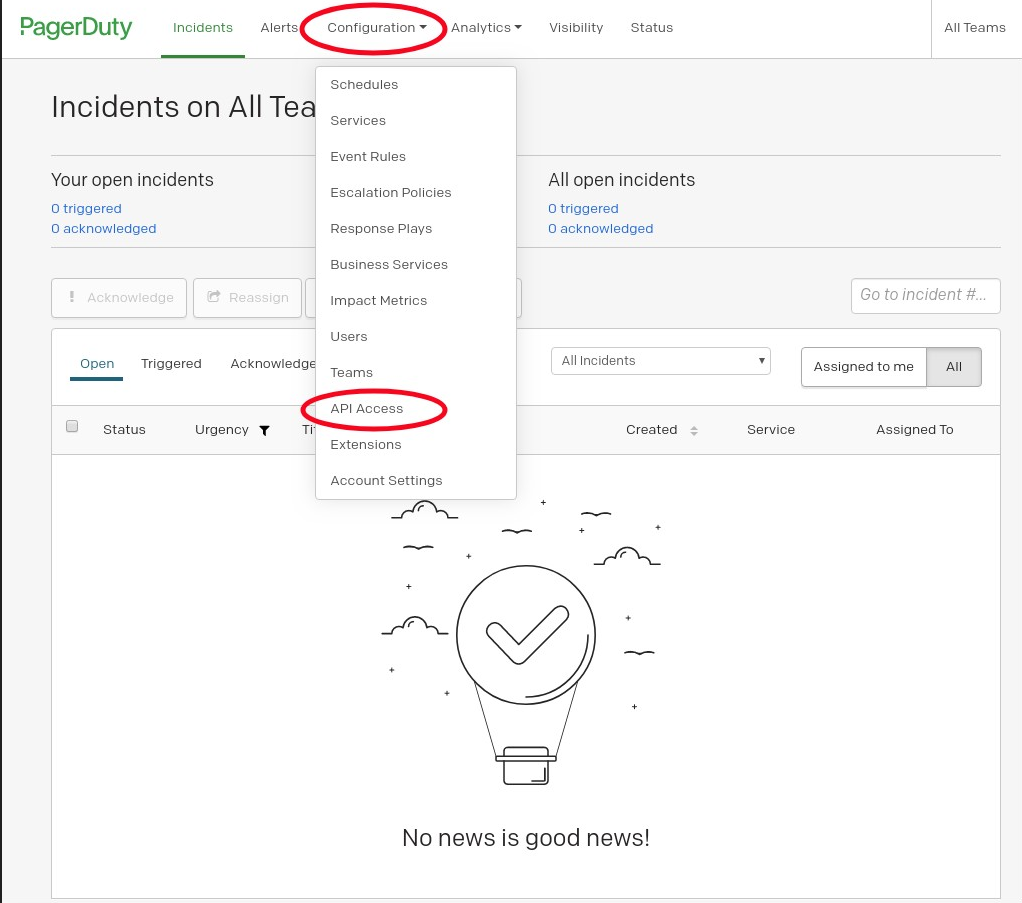 PagerDuty Incidents Alerts Configuration Analytics Visibility Status All Teams
Schedules
Services
Event Rules
Escalation Policies
Response Plays
Business Services
Impact Metrics
Users
Teams
API Access
Extensions
Account Settings
Incidents on All Tea
Your open incidents
0 triggered
0 acknowledged
All open incidents
0 triggered
0 acknowledged
Acknowledge Reassign
Go to incident #...
Open Triggered Acknowledge
All Incidents
Assigned to me All
Status Urgency Ti Created Service Assigned To
No news is good news!